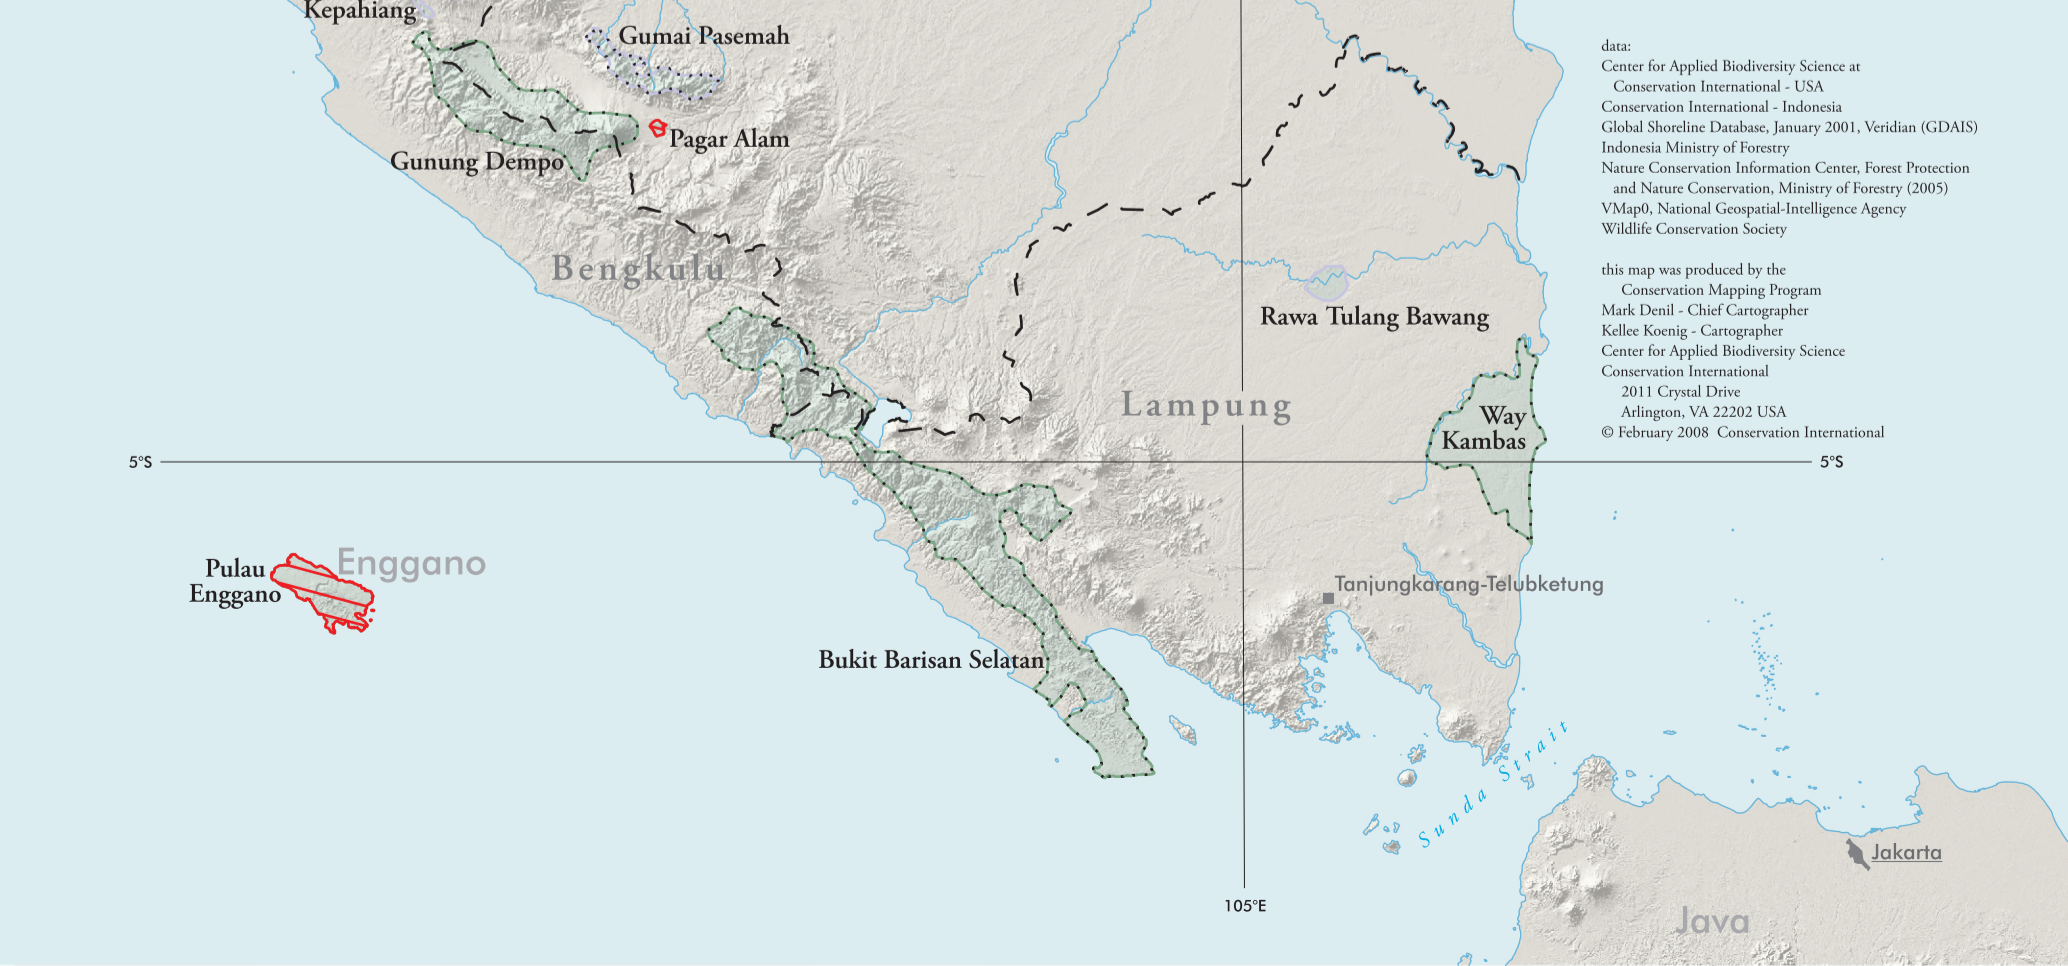 Kepahiang
Gumai Pasemah
Pagar Alam
Gunung Dempo
Bengkulu
Rawa Tulang Bawang
Lampung
Way
Kambas
5°S
5°S
Pulau
Enggano
Enggano
Tanjungkarang-Telubketung
Bukit Barisan Selatan
Sunda Strait
Jakarta
105°E
Java
data:
Center for Applied Biodiversity Science at
Conservation International - USA
Conservation International - Indonesia
Global Shoreline Database, January 2001, Veridian (GDAIS)
Indonesia Ministry of Forestry
Nature Conservation Information Center, Forest Protection
and Nature Conservation, Ministry of Forestry (2005)
VMap0, National Geospatial-Intelligence Agency
Wildlife Conservation Society
this map was produced by the
Conservation Mapping Program
Mark Denil - Chief Cartographer
Kellee Koenig - Cartographer
Center for Applied Biodiversity Science
Conservation International
2011 Crystal Drive
Arlington, VA 22202 USA
© February 2008  Conservation International